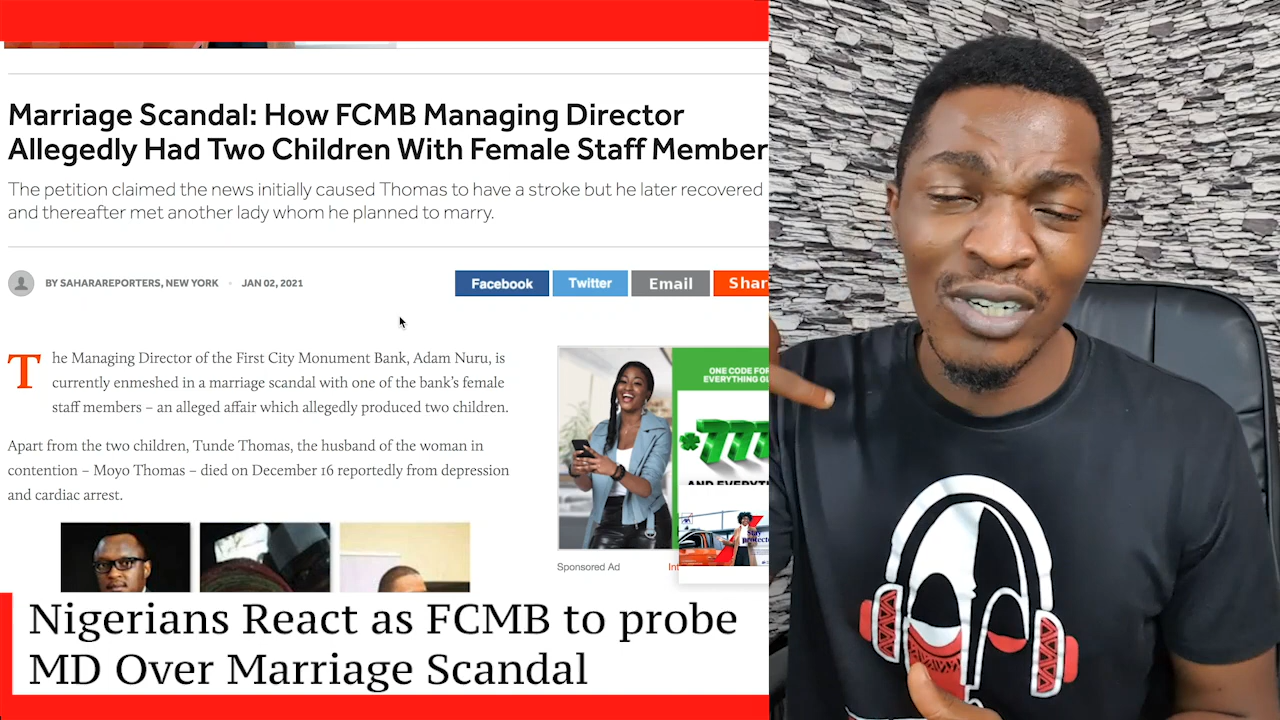 Marriage Scandal: How FCMB Managing Director
Allegedly Had Two Children With Female Staff Member
The petition claimed the news initially caused Thomas to have a stroke but he later recovered
and thereafter met another lady whom he planned to marry.
BY SAHARAREPORTERS, NEW YORK • JAN 02, 2021
Facebook
Twitter
Email
Shar
The Managing Director of the First City Monument Bank, Adam Nuru, is
currently enmeshed in a marriage scandal with one of the bank's female
staff members – an alleged affair which allegedly produced two children.
Apart from the two children, Tunde Thomas, the husband of the woman in
contention – Moyo Thomas – died on December 16 reportedly from depression
and cardiac arrest.
ONE CODE FOR
EVERYTHING
*777
AND
Stay
Sponsored Ad
Nigerians React as FCMB to probe
MD Over Marriage Scandal